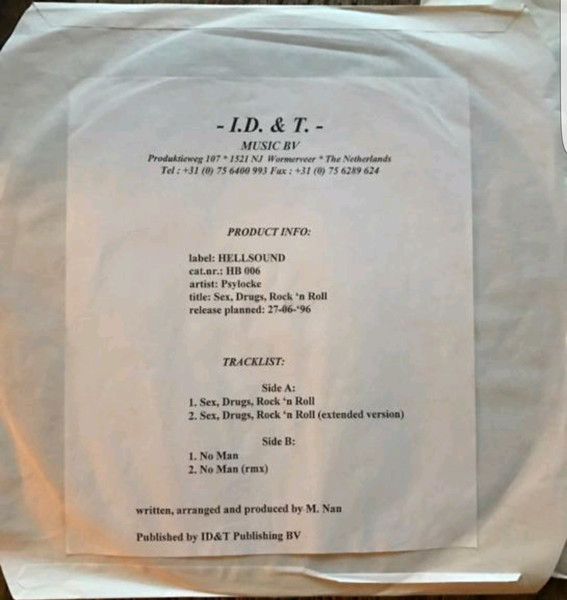 - I.D. & T. -
MUSIC BV
Produktieweg 107 * 1521 NJ Wormerveer * The Netherlands
Tel : +31 (0) 75 6400 993 Fax : +31 (0) 75 6289 624
PRODUCT INFO:
label: HELLSOUND
cat.nr.: HB 006
artist: Psylocke
title: Sex, Drugs, Rock ‘n Roll
release planned: 27-06-‘96
TRACKLIST:
Side A:
1. Sex, Drugs, Rock ‘n Roll
2. Sex, Drugs, Rock ‘n Roll (extended version)
Side B:
1. No Man
2. No Man (rmx)
written, arranged and produced by M. Nan
Published by ID&T Publishing BV